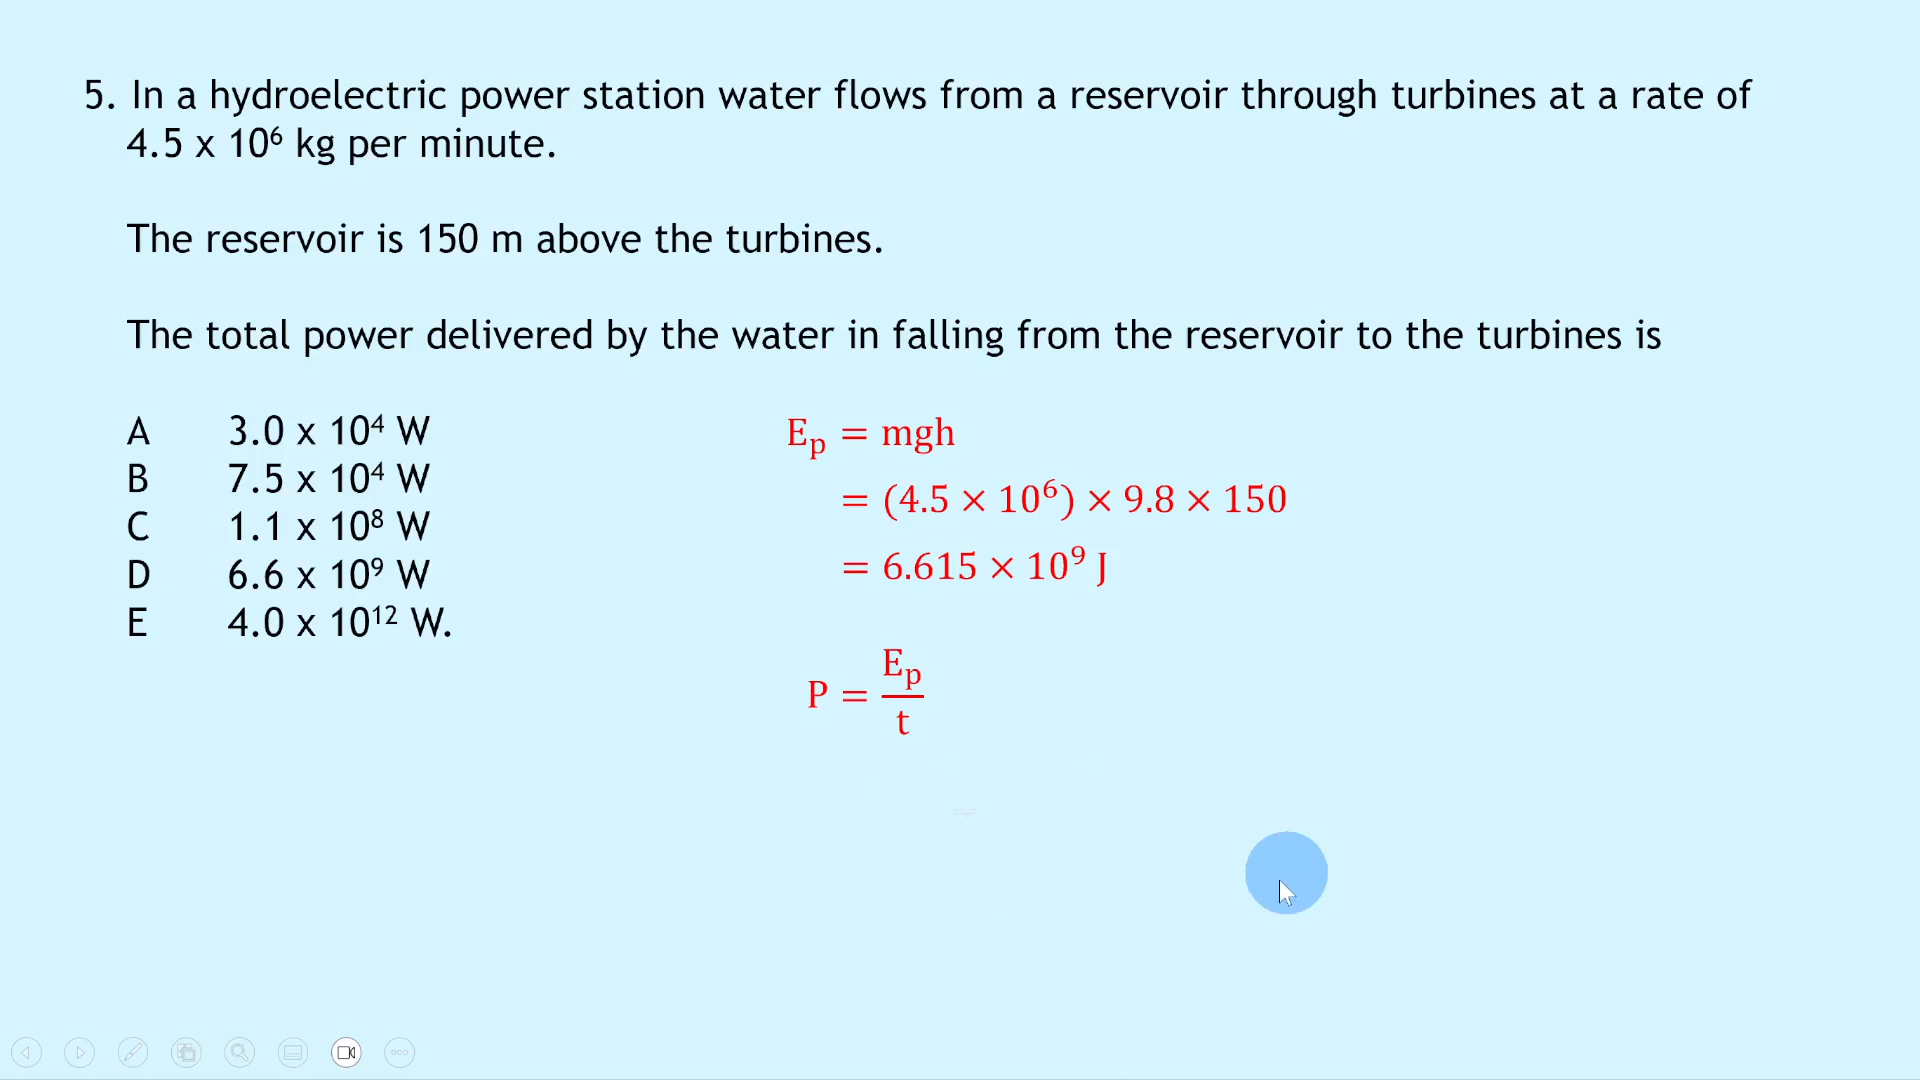 5. In a hydroelectric power station water flows from a reservoir through turbines at a rate of
4.5 x 10⁶ kg per minute.
The reservoir is 150 m above the turbines.
The total power delivered by the water in falling from the reservoir to the turbines is
A 3.0 x 10⁴ W
B 7.5 x 10⁴ W
C 1.1 x 10⁸ W
D 6.6 x 10⁹ W
E 4.0 x 10¹² W.
Eₚ = mgh
= (4.5 × 10⁶) × 9.8 × 150
= 6.615 × 10⁹ J
P = Eₚ/t